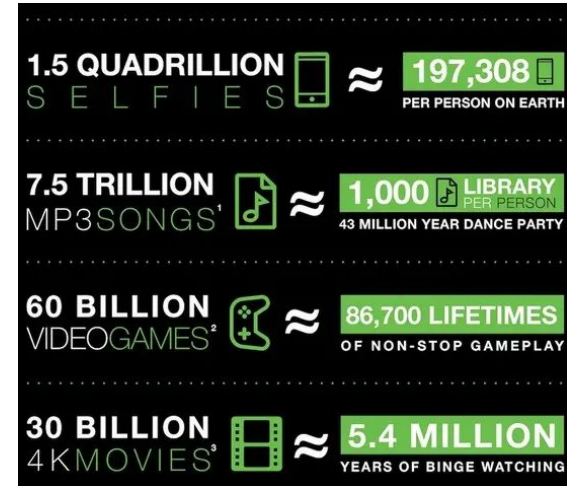 1.5 QUADRILLION
SELFIES
≈
197,308
PER PERSON ON EARTH
7.5 TRILLION
MP3SONGS¹
≈
1,000 LIBRARY
PER PERSON
43 MILLION YEAR DANCE PARTY
60 BILLION
VIDEOGAMES²
≈
86,700 LIFETIMES
OF NON-STOP GAMEPLAY
30 BILLION
4KMOVIES³
≈
5.4 MILLION
YEARS OF BINGE WATCHING